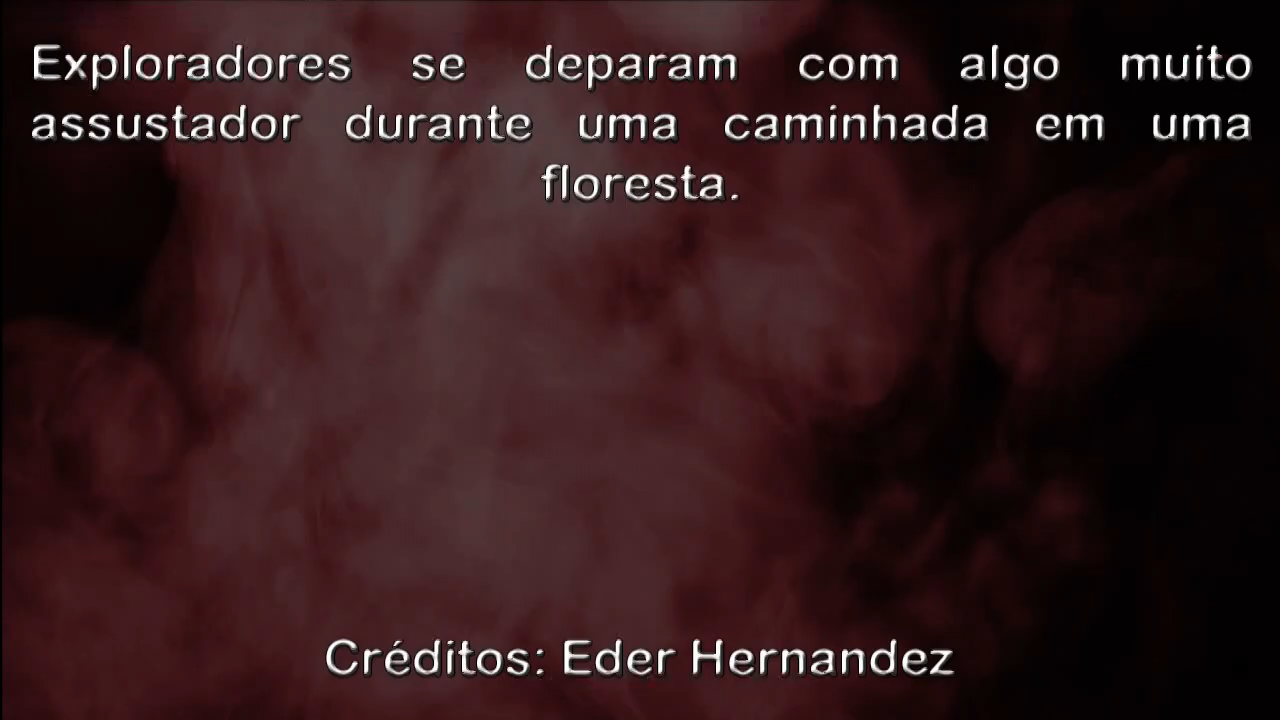 Exploradores se deparam com algo muito
assustador durante uma caminhada em uma
floresta.
Créditos: Eder Hernandez